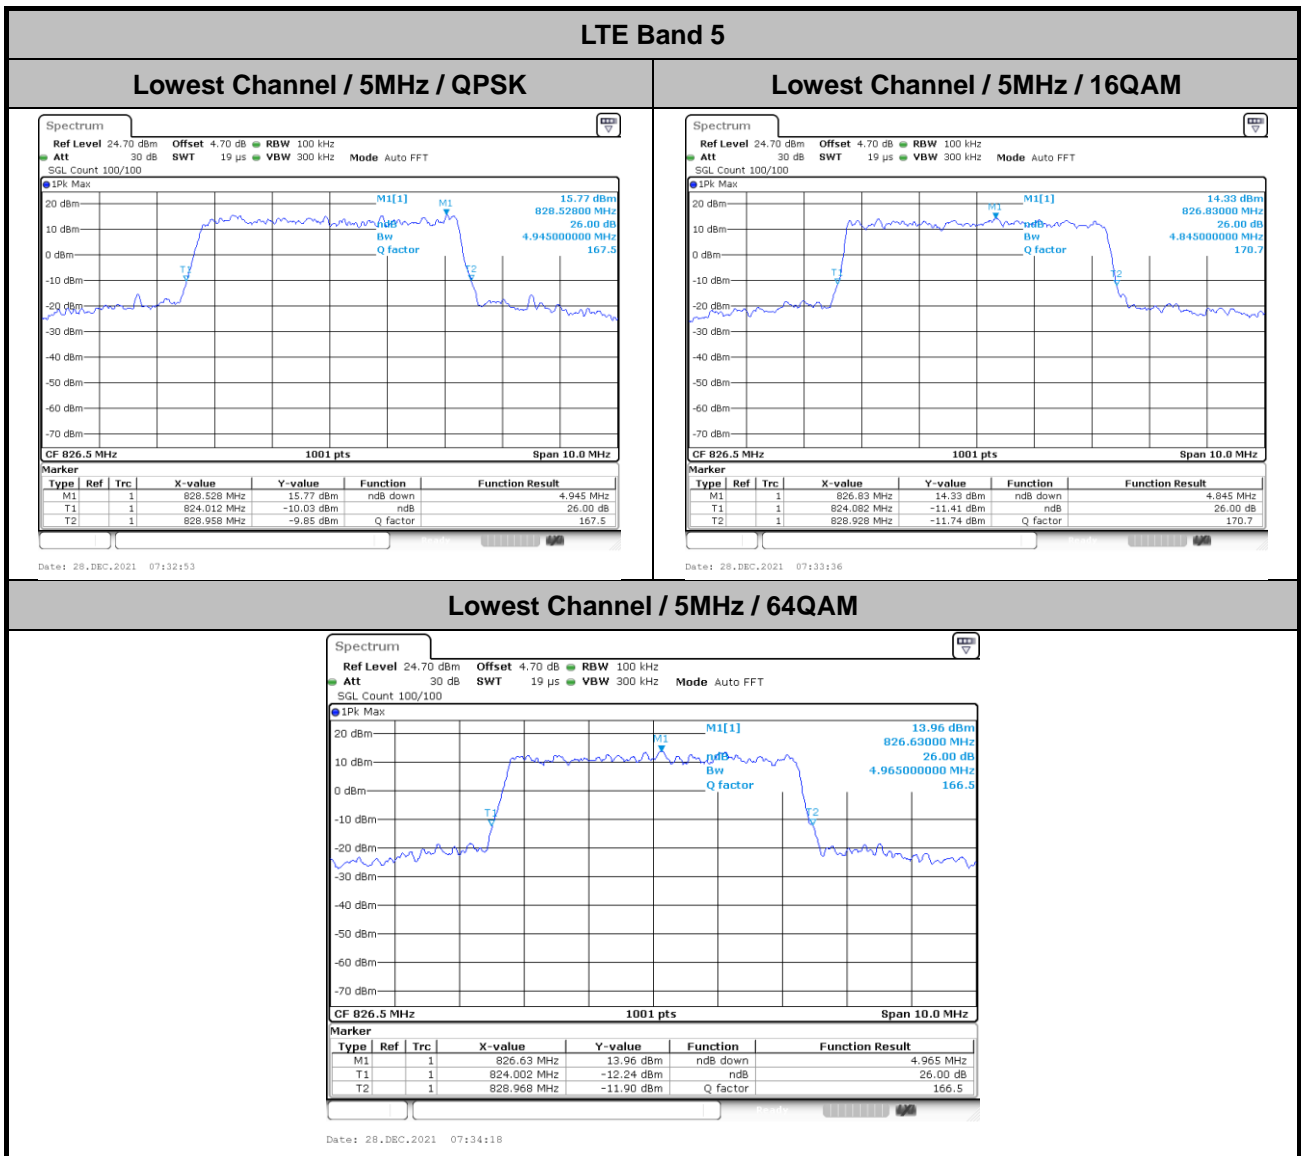 LTE Band 5
Lowest Channel / 5MHz / QPSK
Lowest Channel / 5MHz / 16QAM
Spectrum
Ref Level 24.70 dBm Offset 4.70 dB RBW 100 kHz
Att 30 dB SWT 19 µs VBW 300 kHz Mode Auto FFT
SGL Count 100/100
1Pk Max
M1[1] 15.77 dBm
828.52800 MHz
ndB 26.00 dB
Bw 4.945000000 MHz
Q factor 167.5
M1
T1
T2
20 dBm
10 dBm
0 dBm
-10 dBm
-20 dBm
-30 dBm
-40 dBm
-50 dBm
-60 dBm
-70 dBm
CF 826.5 MHz 1001 pts Span 10.0 MHz
Marker
Type Ref Trc X-value Y-value Function Function Result
M1 1 828.528 MHz 15.77 dBm ndB down 4.945 MHz
T1 1 824.012 MHz -10.03 dBm ndB 26.00 dB
T2 1 828.958 MHz -9.85 dBm Q factor 167.5
Ready
Date: 28.DEC.2021 07:32:53
Spectrum
Ref Level 24.70 dBm Offset 4.70 dB RBW 100 kHz
Att 30 dB SWT 19 µs VBW 300 kHz Mode Auto FFT
SGL Count 100/100
1Pk Max
M1[1] 14.33 dBm
826.83000 MHz
ndB 26.00 dB
Bw 4.845000000 MHz
Q factor 170.7
M1
T1
T2
20 dBm
10 dBm
0 dBm
-10 dBm
-20 dBm
-30 dBm
-40 dBm
-50 dBm
-60 dBm
-70 dBm
CF 826.5 MHz 1001 pts Span 10.0 MHz
Marker
Type Ref Trc X-value Y-value Function Function Result
M1 1 826.83 MHz 14.33 dBm ndB down 4.845 MHz
T1 1 824.082 MHz -11.41 dBm ndB 26.00 dB
T2 1 828.928 MHz -11.74 dBm Q factor 170.7
Ready
Date: 28.DEC.2021 07:33:36
Lowest Channel / 5MHz / 64QAM
Spectrum
Ref Level 24.70 dBm Offset 4.70 dB RBW 100 kHz
Att 30 dB SWT 19 µs VBW 300 kHz Mode Auto FFT
SGL Count 100/100
1Pk Max
M1[1] 13.96 dBm
826.63000 MHz
ndB 26.00 dB
Bw 4.965000000 MHz
Q factor 166.5
M1
T1
T2
20 dBm
10 dBm
0 dBm
-10 dBm
-20 dBm
-30 dBm
-40 dBm
-50 dBm
-60 dBm
-70 dBm
CF 826.5 MHz 1001 pts Span 10.0 MHz
Marker
Type Ref Trc X-value Y-value Function Function Result
M1 1 826.63 MHz 13.96 dBm ndB down 4.965 MHz
T1 1 824.002 MHz -12.24 dBm ndB 26.00 dB
T2 1 828.968 MHz -11.90 dBm Q factor 166.5
Ready
Date: 28.DEC.2021 07:34:18